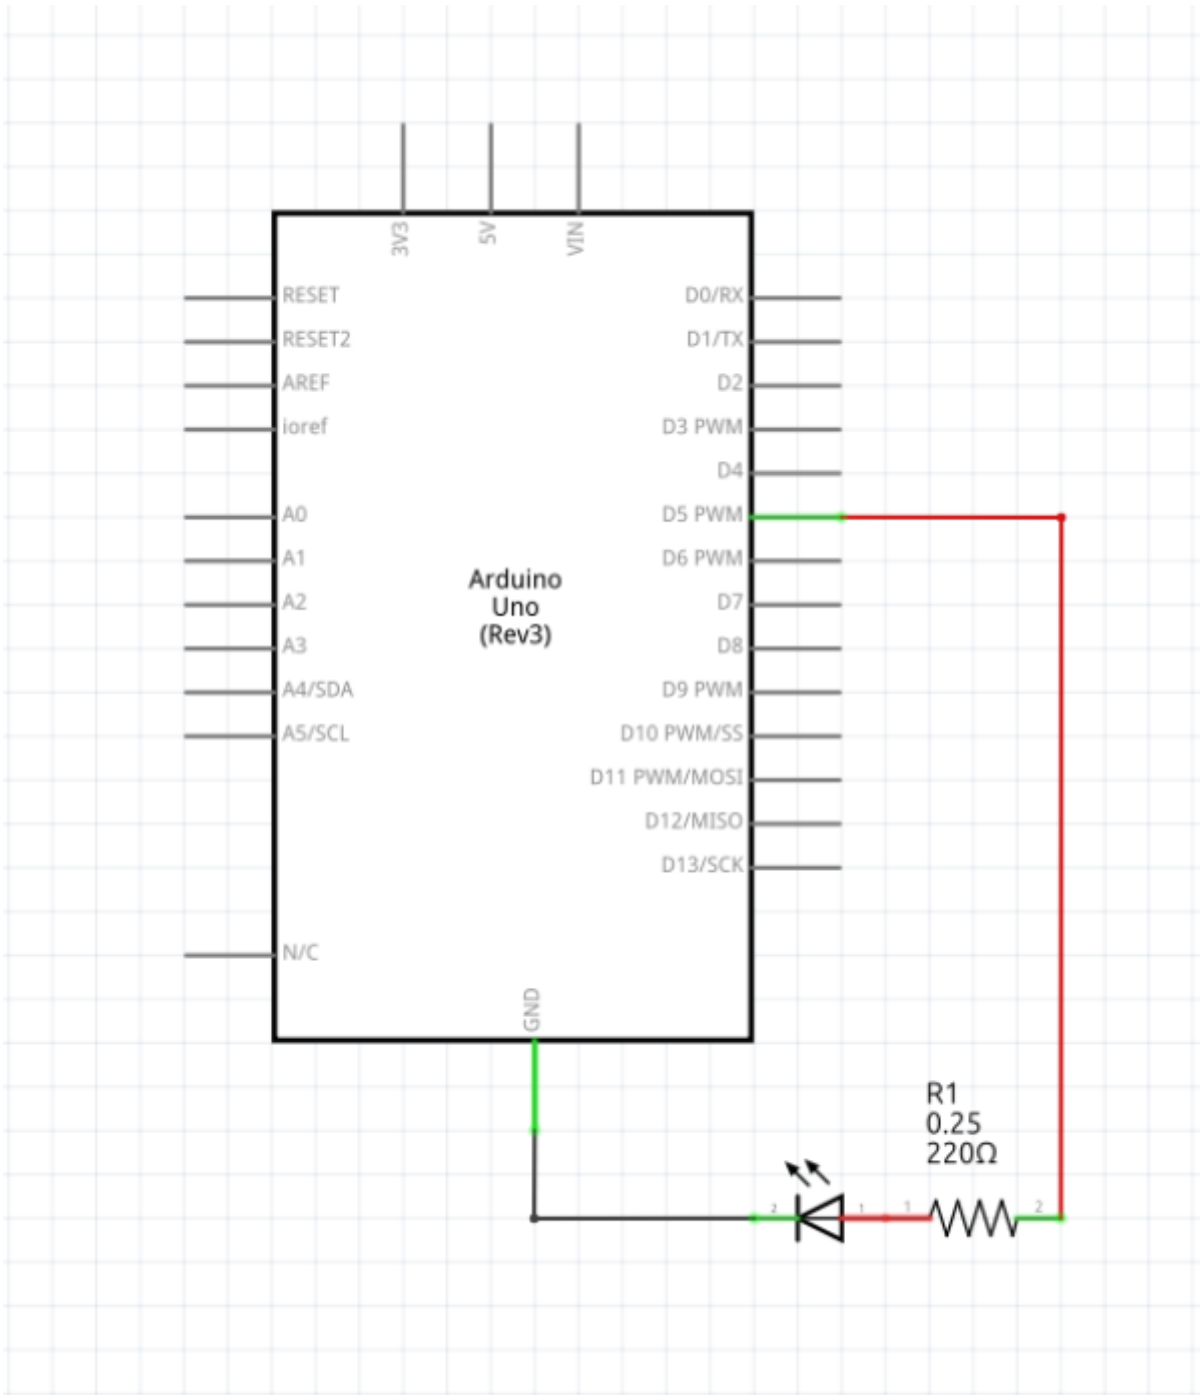 3V3
5V
VIN
RESET
RESET2
AREF
ioref
A0
A1
A2
A3
A4/SDA
A5/SCL
N/C
D0/RX
D1/TX
D2
D3 PWM
D4
D5 PWM
D6 PWM
D7
D8
D9 PWM
D10 PWM/SS
D11 PWM/MOSI
D12/MISO
D13/SCK
Arduino
Uno
(Rev3)
GND
R1
0.25
220Ω
2
1
1
2